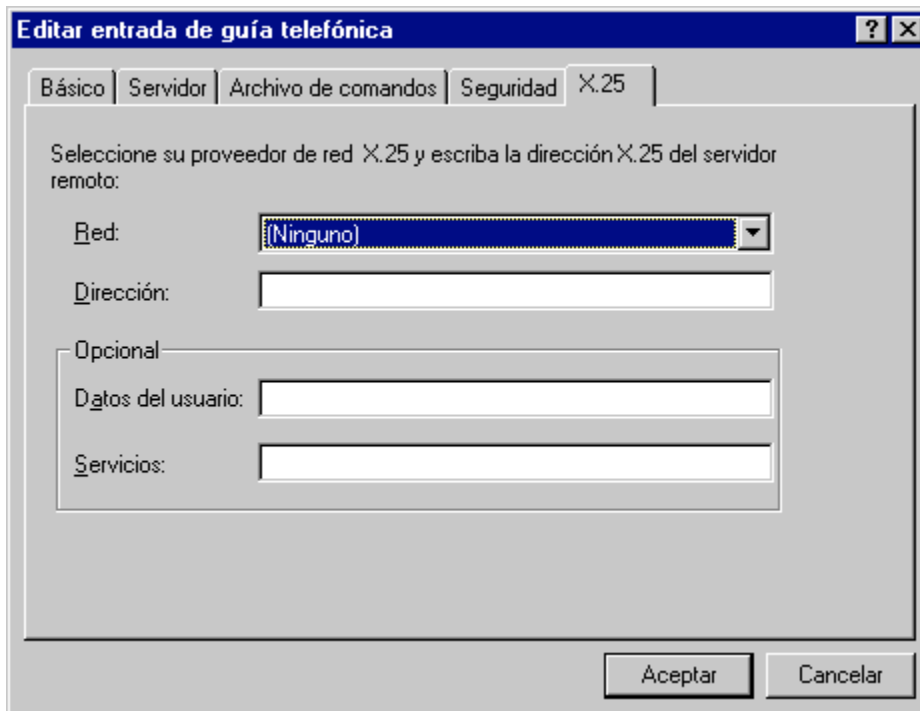 Editar entrada de guía telefónica
Básico Servidor Archivo de comandos Seguridad X.25
Seleccione su proveedor de red X.25 y escriba la dirección X.25 del servidor
remoto:
Red: (Ninguno)
Dirección:
Opcional
Datos del usuario:
Servicios:
Aceptar Cancelar